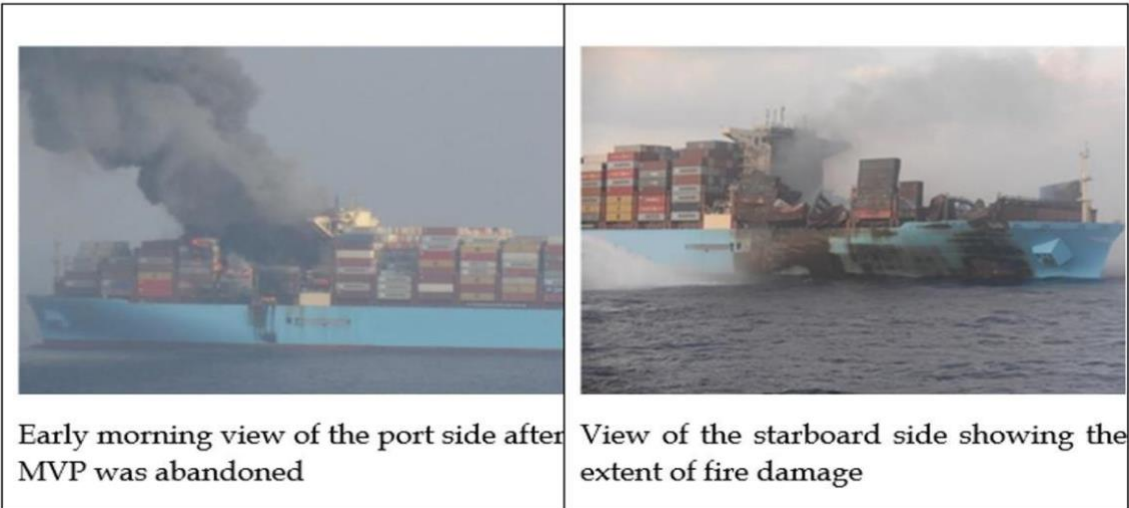 Early morning view of the port side after
MVP was abandoned
View of the starboard side showing the
extent of fire damage